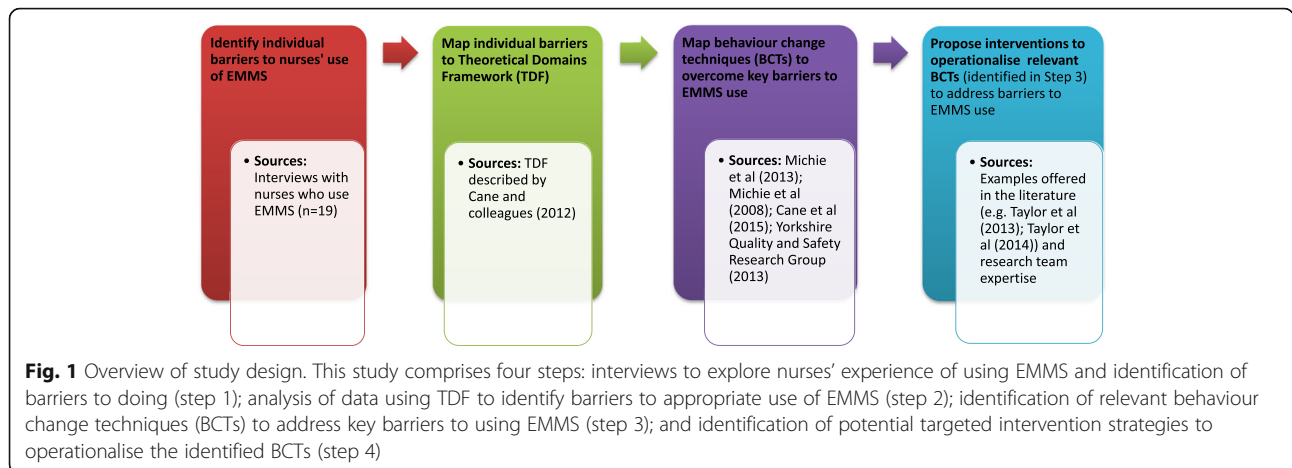 Identify individual
barriers to nurses' use
of EMMS
• Sources:
Interviews with
nurses who use
EMMS (n=19)
Map individual barriers
to Theoretical Domains
Framework (TDF)
• Sources: TDF
described by
Cane and
colleagues (2012)
Map behaviour change
techniques (BCTs) to
overcome key barriers to
EMMS use
• Sources: Michie
et al (2013);
Michie et al
(2008); Cane et al
(2015); Yorkshire
Quality and Safety
Research Group
(2013)
Propose interventions to
operationalise relevant
BCTs (identified in Step 3)
to address barriers to
EMMS use
• Sources:
Examples offered
in the literature
(e.g. Taylor et al
(2013); Taylor et
al (2014)) and
research team
expertise
Fig. 1 Overview of study design. This study comprises four steps: interviews to explore nurses’ experience of using EMMS and identification of
barriers to doing (step 1); analysis of data using TDF to identify barriers to appropriate use of EMMS (step 2); identification of relevant behaviour
change techniques (BCTs) to address key barriers to using EMMS (step 3); and identification of potential targeted intervention strategies to
operationalise the identified BCTs (step 4)